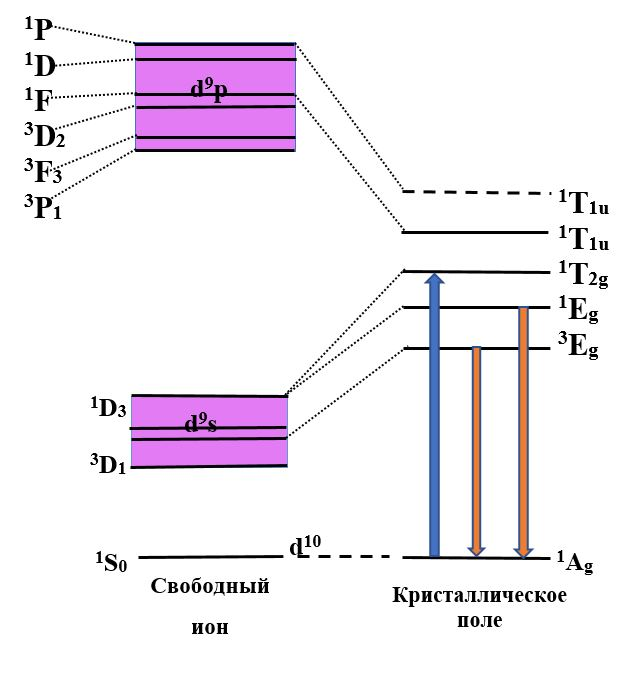 ¹P
¹D
¹F
³D₂
³F₃
³P₁
d⁹p
¹T₁u
¹T₁u
¹T₂g
¹Eg
³Eg
¹D₃
d⁹s
³D₁
¹S₀
d¹⁰
¹Ag
Свободный
ион
Кристаллическое
поле